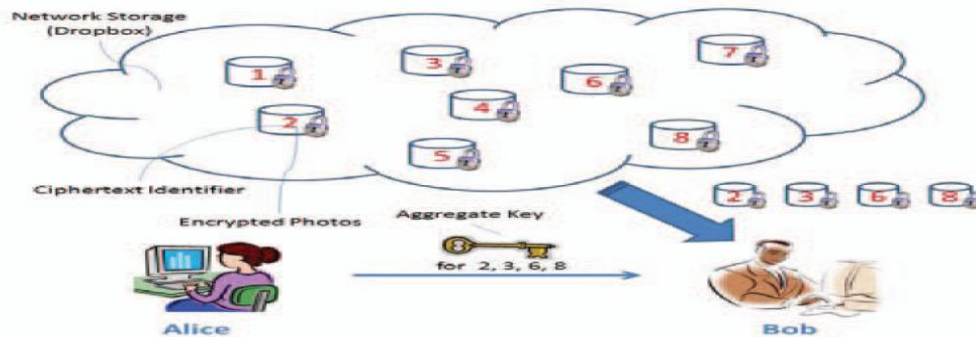 Network Storage
(Dropbox)
1
3
6
7
2
4
5
8
Ciphertext Identifier
Encrypted Photos
Aggregate Key
for 2, 3, 6, 8
2 3 6 8
Alice
Bob